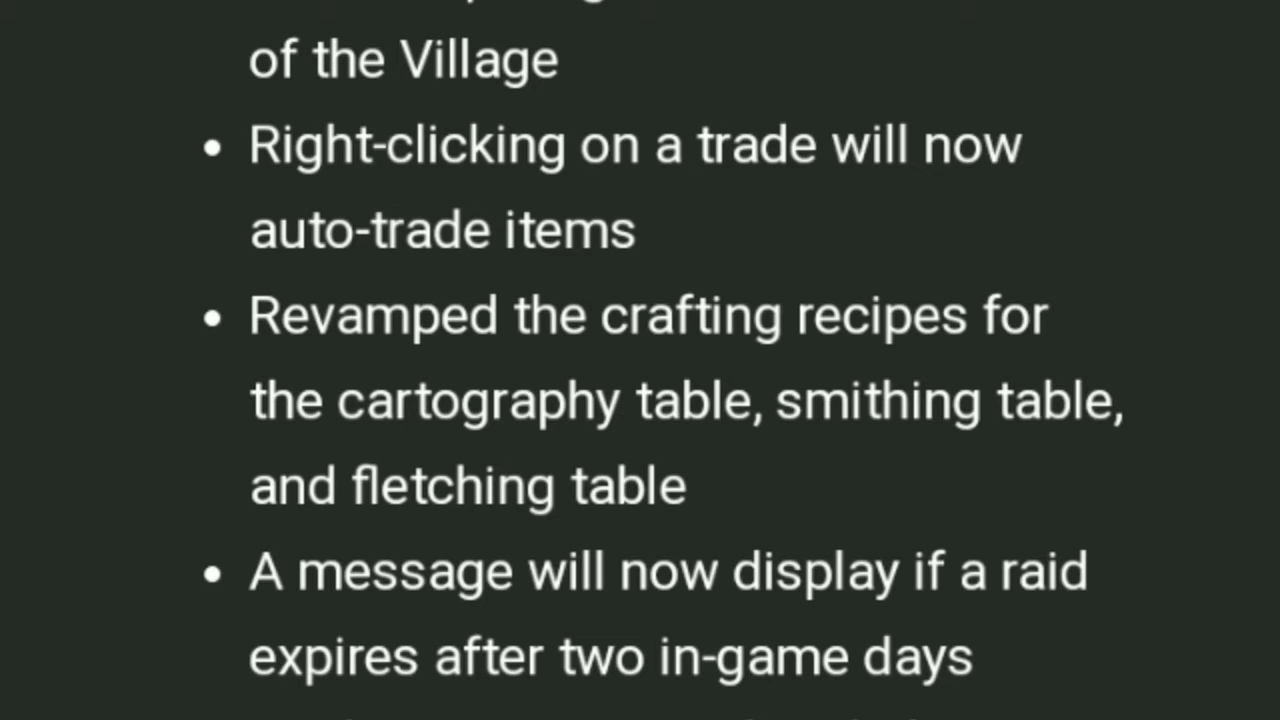 of the Village
• Right-clicking on a trade will now
auto-trade items
• Revamped the crafting recipes for
the cartography table, smithing table,
and fletching table
• A message will now display if a raid
expires after two in-game days